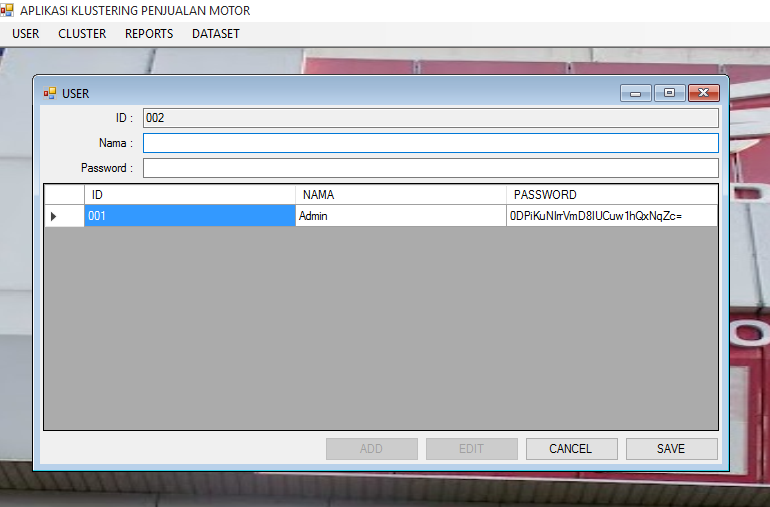 APLIKASI KLUSTERING PENJUALAN MOTOR
USER CLUSTER REPORTS DATASET
USER
ID : 002
Nama :
Password :
ID NAMA PASSWORD
001 Admin 0DPiKuNIrrVmD8IUCuw1hQxNqZc=
ADD EDIT CANCEL SAVE